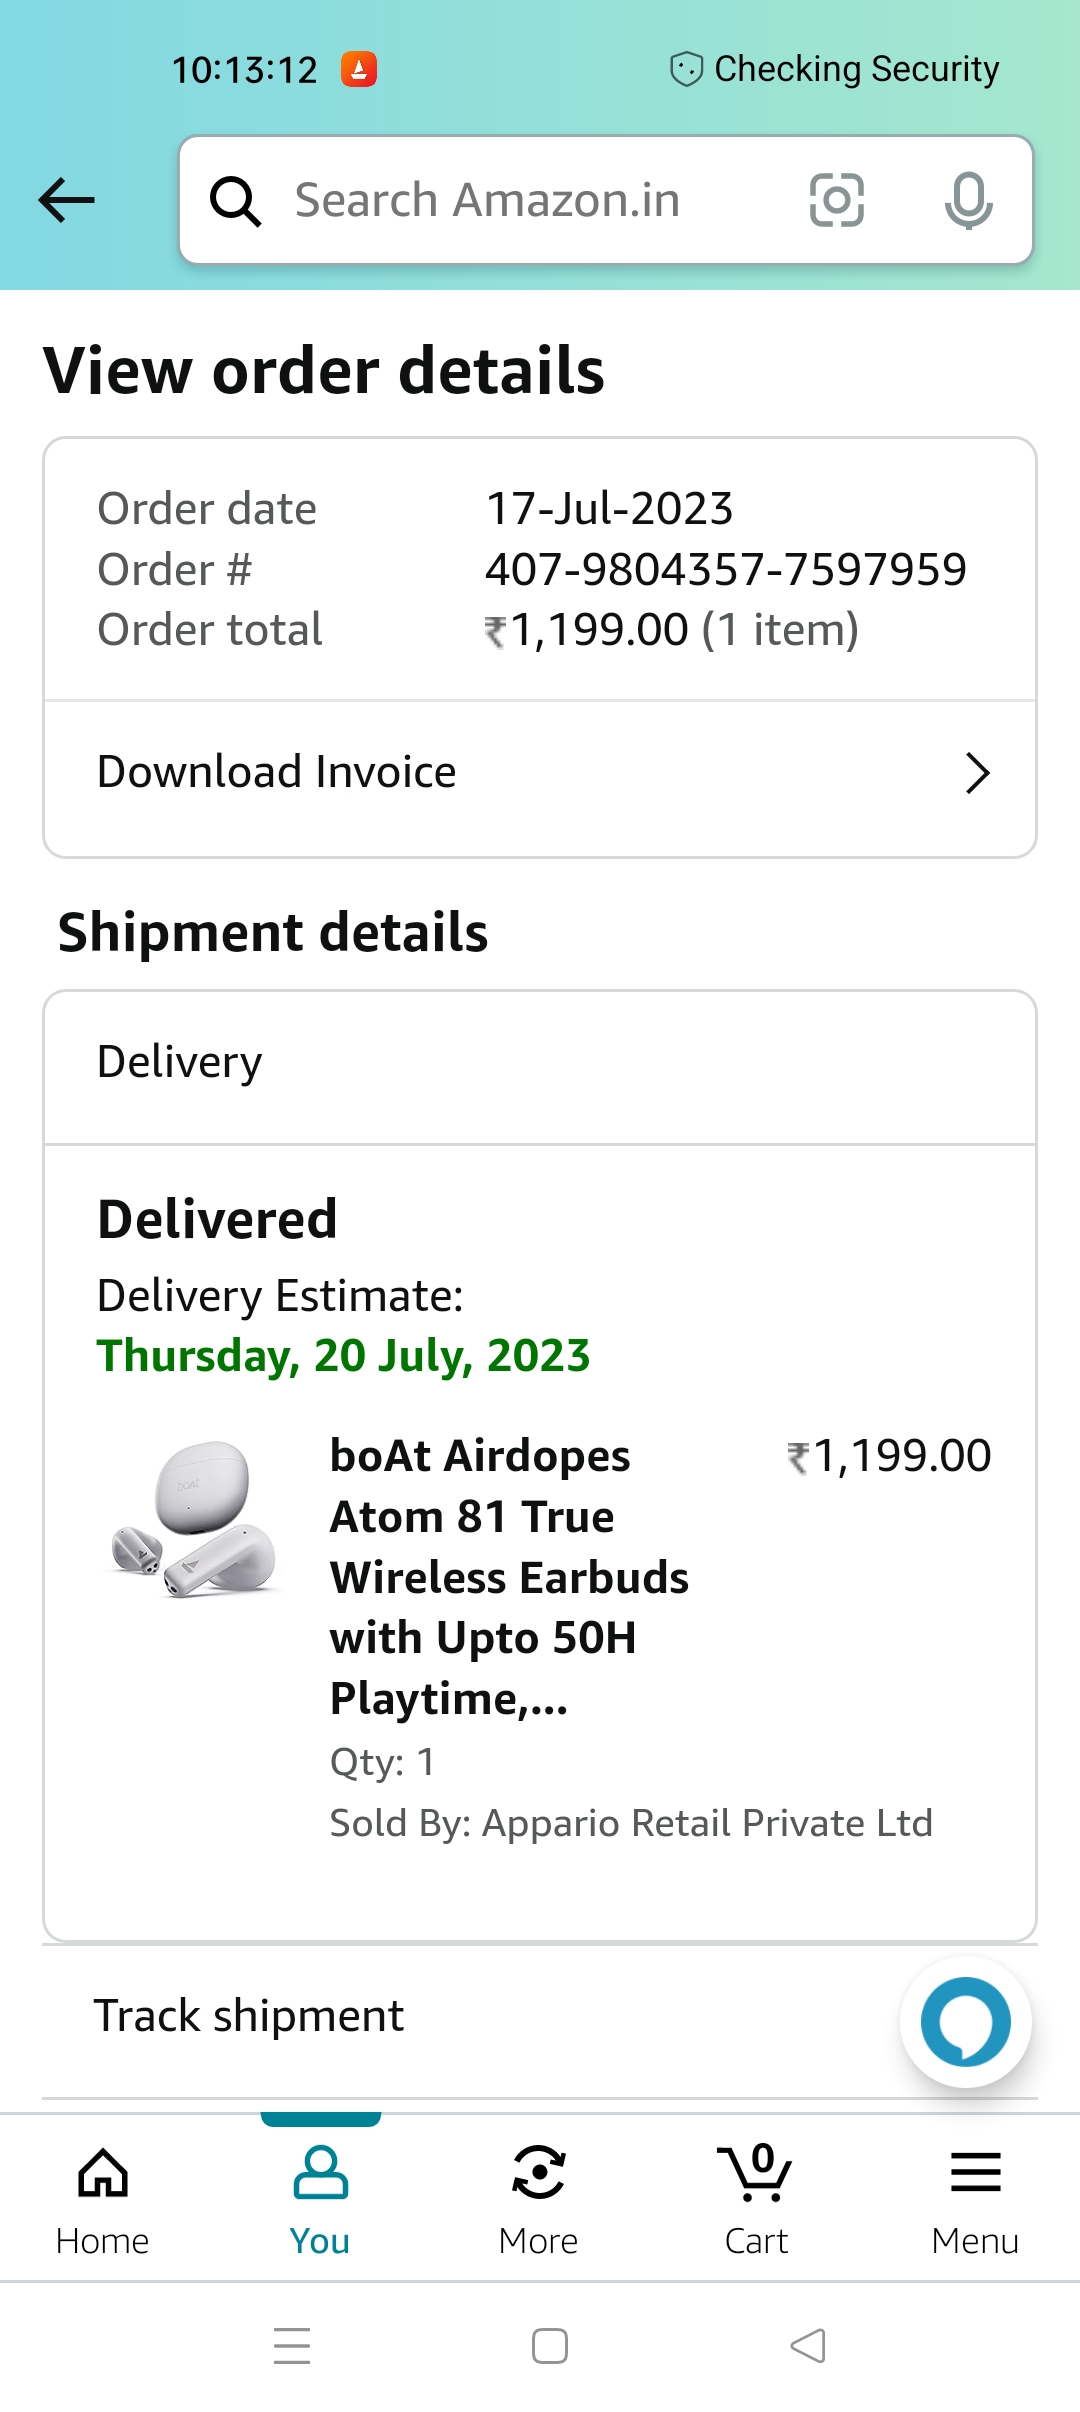 10:13:12 Checking Security
Search Amazon.in
View order details
Order date 17-Jul-2023
Order # 407-9804357-7597959
Order total ₹1,199.00 (1 item)
Download Invoice
Shipment details
Delivery
Delivered
Delivery Estimate:
Thursday, 20 July, 2023
boAt Airdopes ₹1,199.00
Atom 81 True
Wireless Earbuds
with Upto 50H
Playtime,...
Qty: 1
Sold By: Appario Retail Private Ltd
boAt
Track shipment
0
Home You More Cart Menu